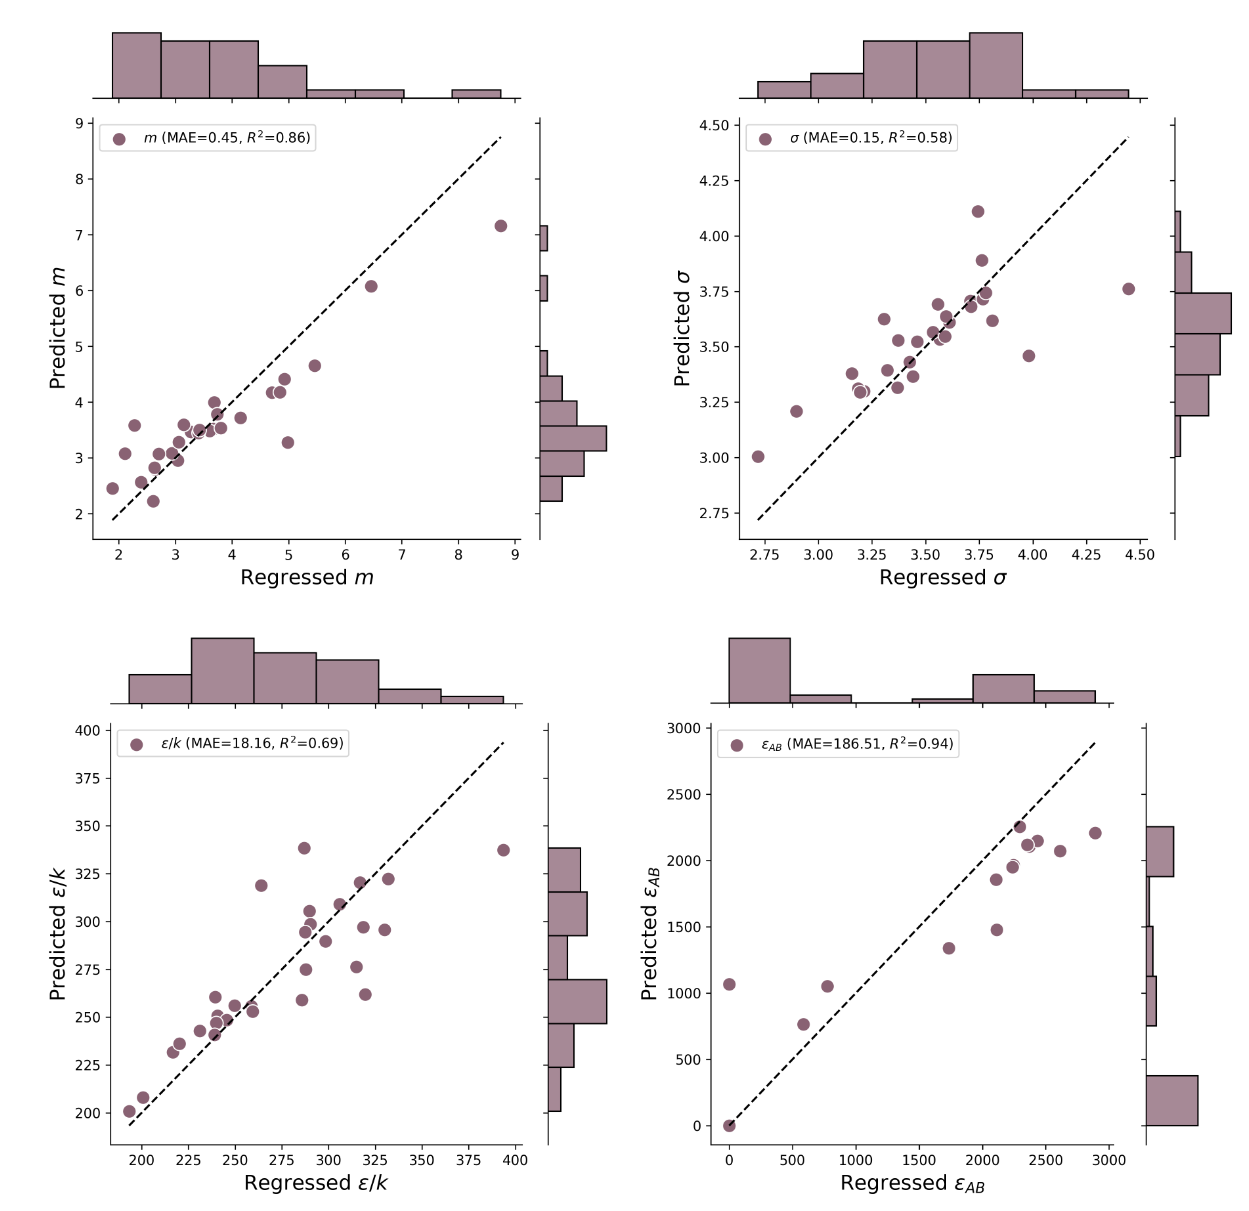 m (MAE=0.45, R²=0.86)
9
8
7
6
5
4
3
2
Predicted m
2 3 4 5 6 7 8 9
Regressed m
σ (MAE=0.15, R²=0.58)
4.50
4.25
4.00
3.75
3.50
3.25
3.00
2.75
Predicted σ
2.75 3.00 3.25 3.50 3.75 4.00 4.25 4.50
Regressed σ
ε/k (MAE=18.16, R²=0.69)
400
375
350
325
300
275
250
225
200
Predicted ε/k
200 225 250 275 300 325 350 375 400
Regressed ε/k
ε_AB (MAE=186.51, R²=0.94)
3000
2500
2000
1500
1000
500
0
Predicted ε_AB
0 500 1000 1500 2000 2500 3000
Regressed ε_AB